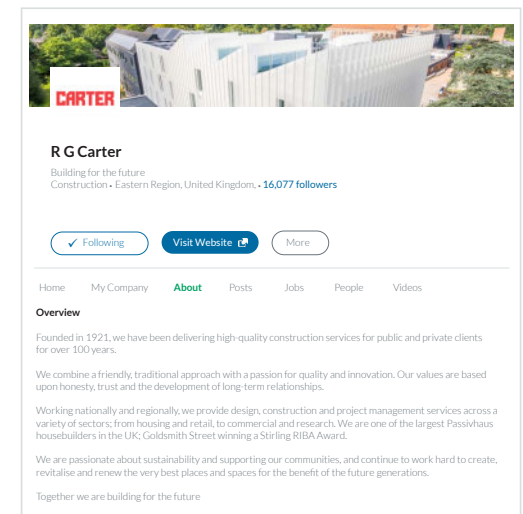 CARTER
R G Carter
Building for the future
Construction • Eastern Region, United Kingdom, • 16,077 followers
✓ Following
Visit Website
More
Home
My Company
About
Posts
Jobs
People
Videos
Overview
Founded in 1921, we have been delivering high-quality construction services for public and private clients
for over 100 years.
We combine a friendly, traditional approach with a passion for quality and innovation. Our values are based
upon honesty, trust and the development of long-term relationships.
Working nationally and regionally, we provide design, construction and project management services across a
variety of sectors; from housing and retail, to commercial and research. We are one of the largest Passivhaus
housebuilders in the UK; Goldsmith Street winning a Stirling RIBA Award.
We are passionate about sustainability and supporting our communities, and continue to work hard to create,
revitalise and renew the very best places and spaces for the benefit of the future generations.
Together we are building for the future